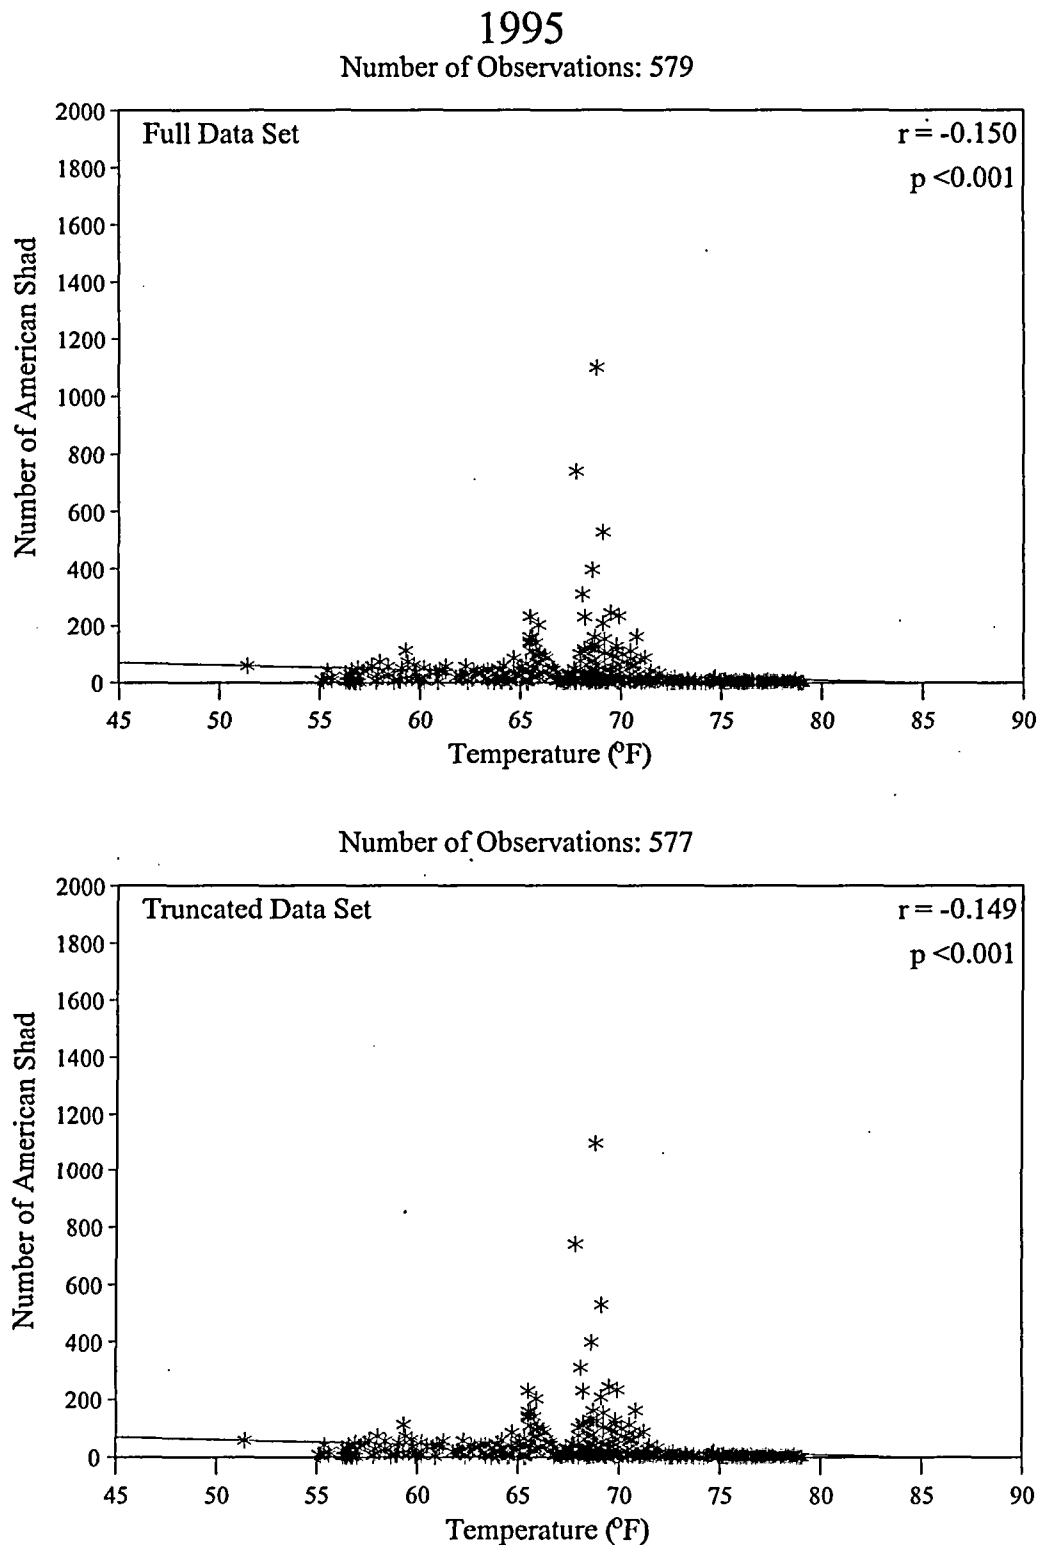 1995
Number of Observations: 579
Full Data Set
r = -0.150
p <0.001
2000
1800
1600
1400
1200
1000
800
600
400
200
0
Number of American Shad
45 50 55 60 65 70 75 80 85 90
Temperature (°F)
Number of Observations: 577
Truncated Data Set
r = -0.149
p <0.001
2000
1800
1600
1400
1200
1000
800
600
400
200
0
Number of American Shad
45 50 55 60 65 70 75 80 85 90
Temperature (°F)